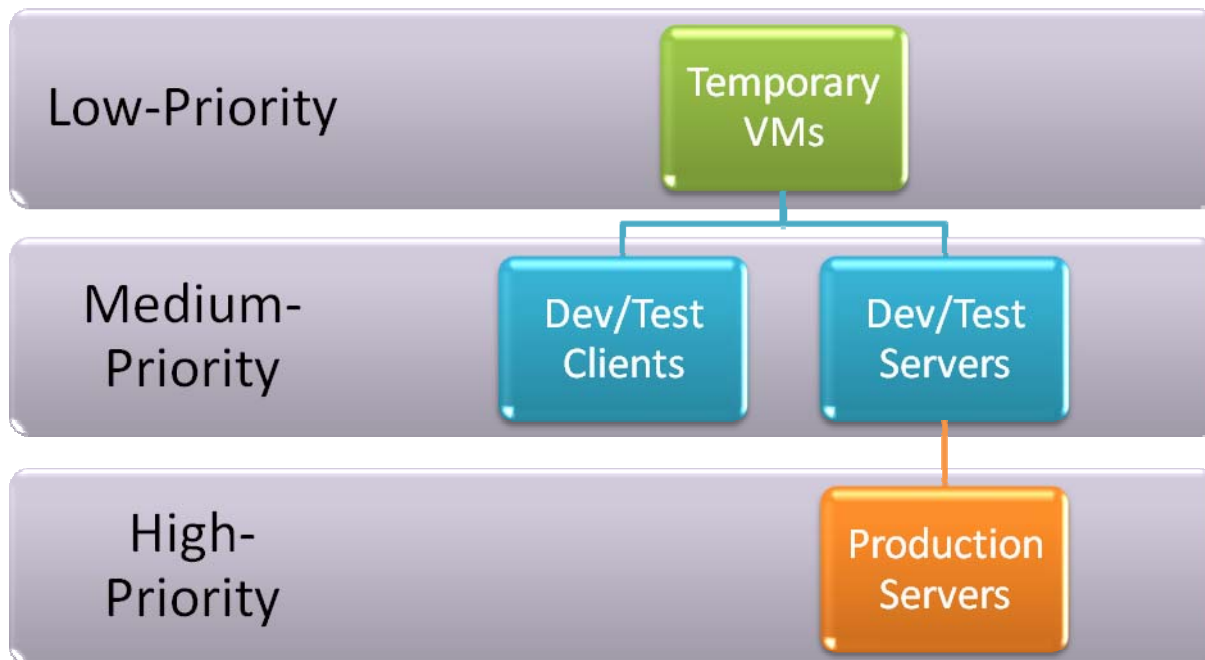 Low-Priority
Temporary
VMs
Medium-
Priority
Dev/Test
Clients
Dev/Test
Servers
High-
Priority
Production
Servers